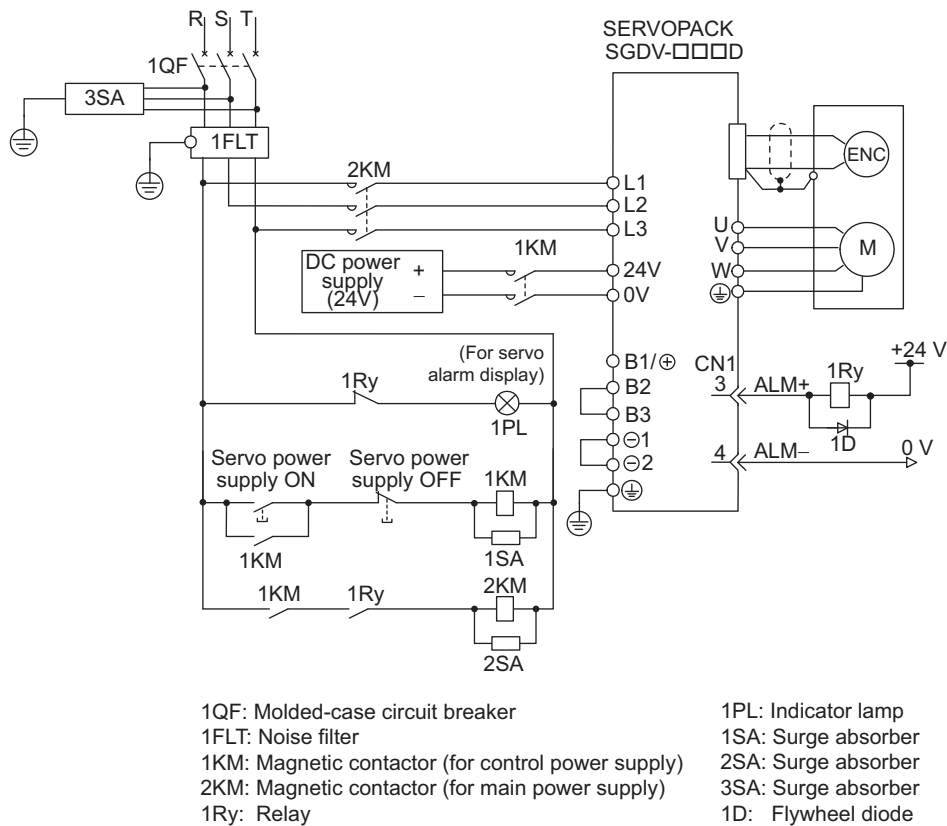 R S T
SERVOPACK
SGDV-□□□D
1QF
3SA
1FLT
ENC
2KM
L1
L2
L3
U
V
W
M
1KM
DC power
supply
(24V)
+
−
24V
0V
B1/⊕
B2
B3
⊖1
⊖2
CN1
+24 V
3 ALM+
1Ry
1D
4 ALM−
0 V
(For servo
alarm display)
1Ry
1PL
Servo power
supply ON
Servo power
supply OFF
1KM
1SA
1KM
1KM
1Ry
2KM
2SA
1QF: Molded-case circuit breaker
1FLT: Noise filter
1KM: Magnetic contactor (for control power supply)
2KM: Magnetic contactor (for main power supply)
1Ry: Relay
1PL: Indicator lamp
1SA: Surge absorber
2SA: Surge absorber
3SA: Surge absorber
1D: Flywheel diode